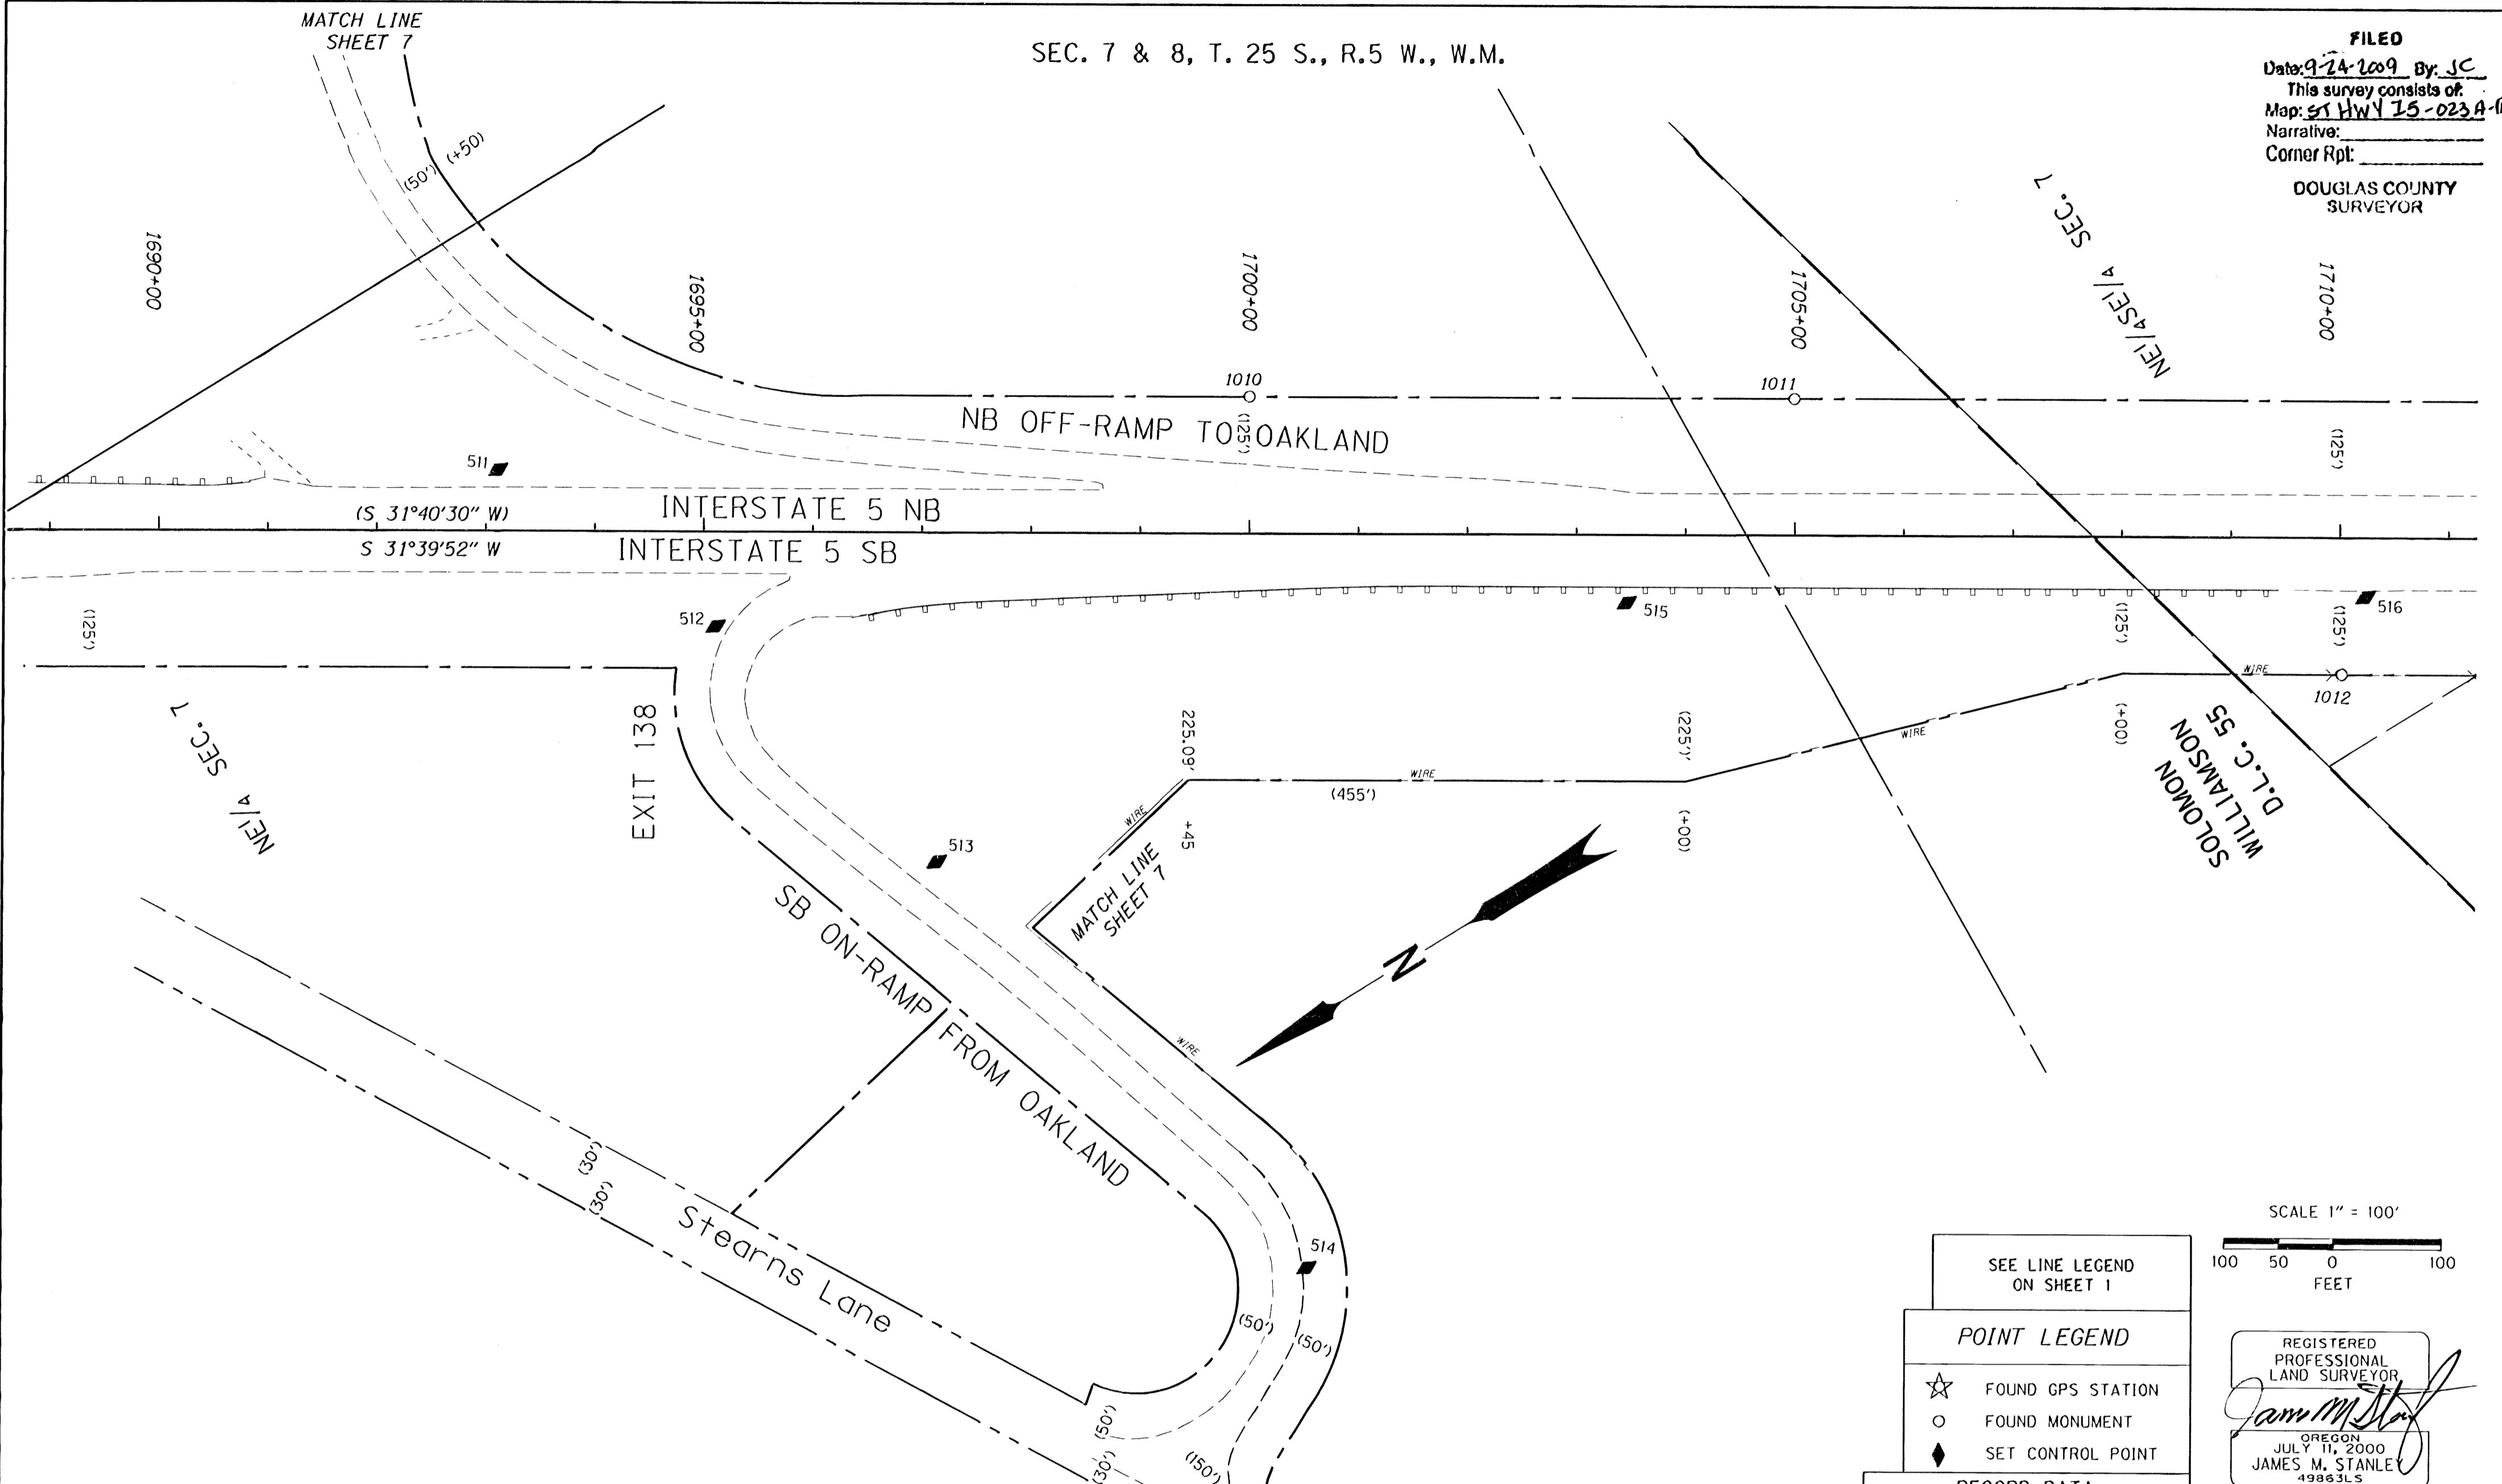 MATCH LINE
SHEET 7
SEC. 7 & 8, T. 25 S., R.5 W., W.M.
FILED
Date: 9-24-2009 By: JC
This survey consists of:
Map: ST HWY I5-023A-
Narrative:
Corner Rpt:
DOUGLAS COUNTY
SURVEYOR
(50') (+50)
1690+00
1695+00
1700+00
1705+00
1710+00
NE1/4SE1/4 SEC. 7
1010
1011
(125')
(125')
NB OFF-RAMP TO OAKLAND
511
INTERSTATE 5 NB
(S 31°40'30" W)
S 31°39'52" W
INTERSTATE 5 SB
(125')
512
515
516
(125')
(125')
WIRE
1012
NE1/4 SEC. 7
EXIT 138
225.09'
(225')
(+00)
WIRE
WIRE
(455')
WIRE
+45
(+00)
SOLOMON
WILLIAMSON
D.L.C. 55
513
MATCH LINE
SHEET 7
N
SB ON-RAMP FROM OAKLAND
WIRE
(30')
(30')
Stearns Lane
514
(50')
(50')
(50')
(30')
(150')
SCALE 1" = 100'
100 50 0 100
FEET
SEE LINE LEGEND
ON SHEET 1
POINT LEGEND
FOUND GPS STATION
FOUND MONUMENT
SET CONTROL POINT
RECORD DATA
REGISTERED
PROFESSIONAL
LAND SURVEYOR
OREGON
JULY 11, 2000
JAMES M. STANLEY
49863LS